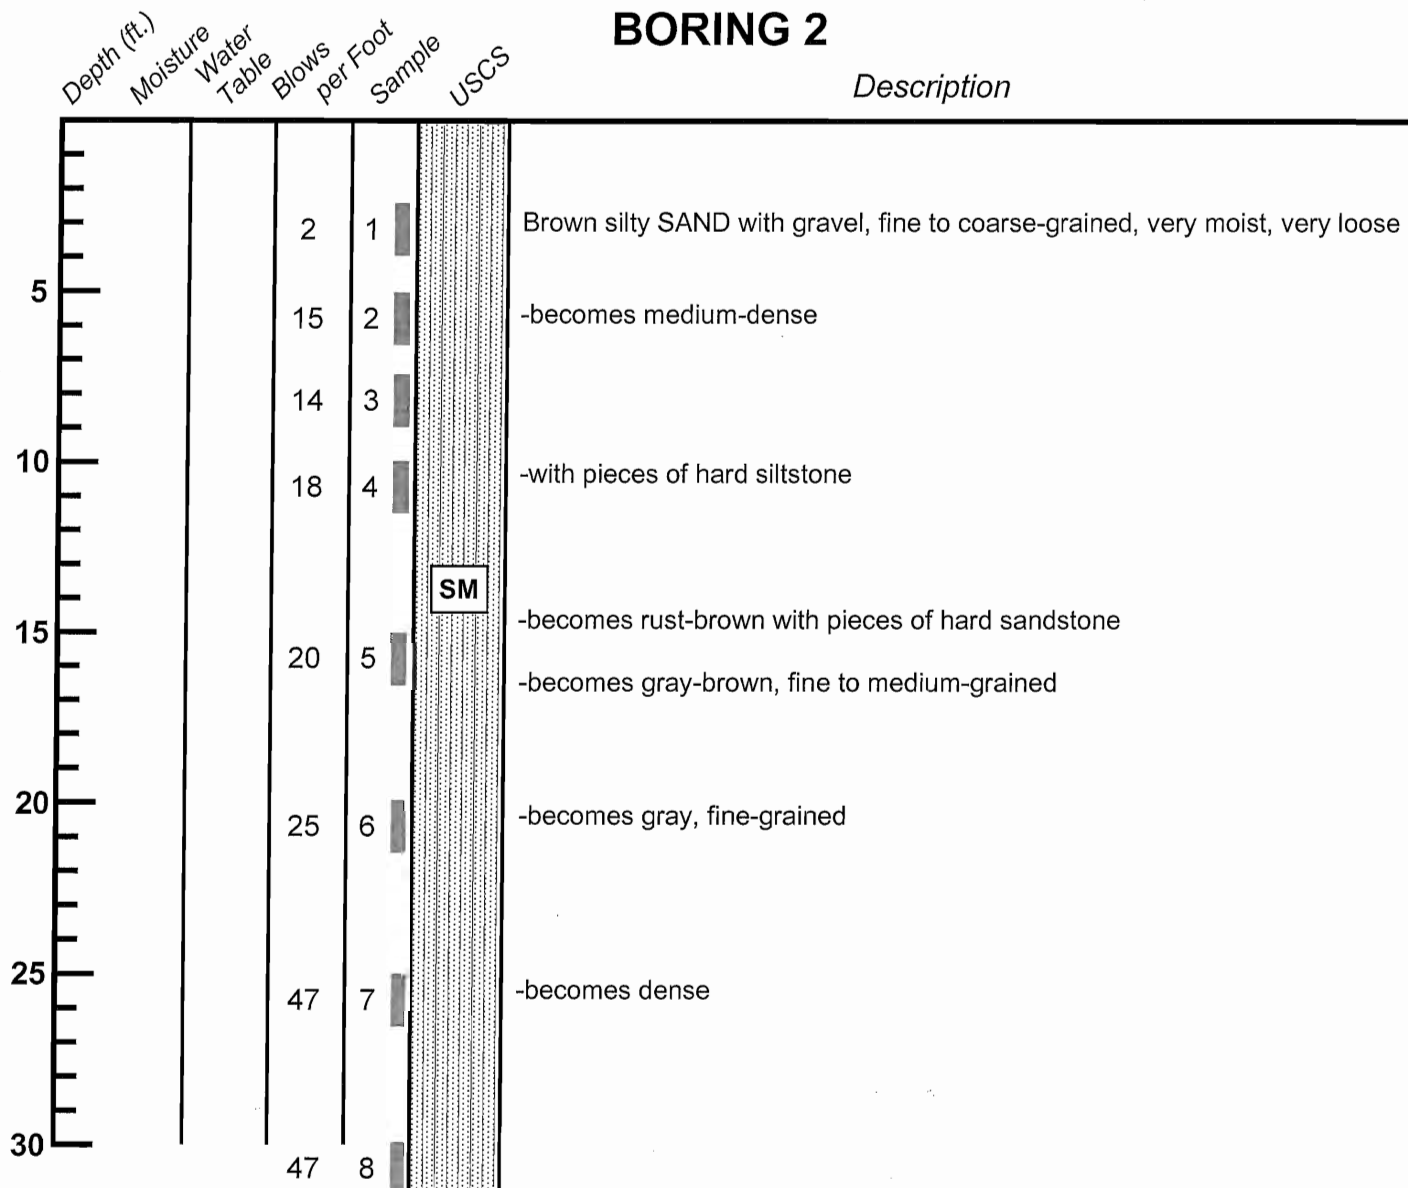 BORING 2
Depth (ft.) Moisture Water Table Blows per Foot Sample USCS Description
2 1 Brown silty SAND with gravel, fine to coarse-grained, very moist, very loose
5
15 2 -becomes medium-dense
14 3
10
18 4 -with pieces of hard siltstone
SM
-becomes rust-brown with pieces of hard sandstone
15
20 5
-becomes gray-brown, fine to medium-grained
20
25 6 -becomes gray, fine-grained
25
47 7 -becomes dense
30
47 8